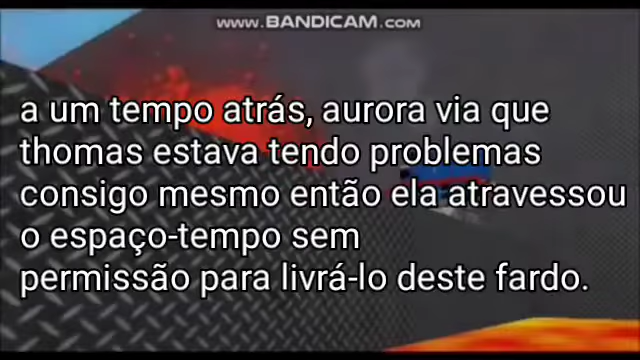 www.BANDICAM.com
a um tempo atrás, aurora via que
thomas estava tendo problemas
consigo mesmo então ela atravessou
o espaço-tempo sem
permissão para livrá-lo deste fardo.